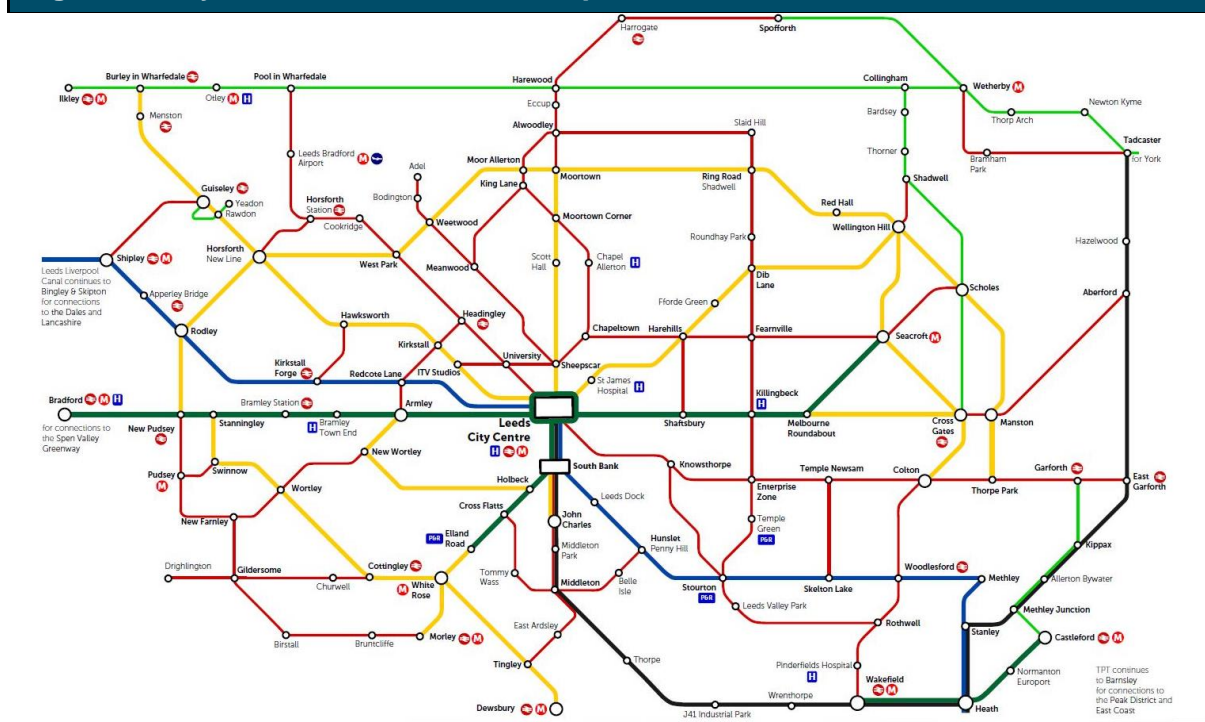 Harrogate
Spofforth
Burley in Wharfedale
Pool in Wharfedale
Harewood
Collingham
Wetherby M
Ilkley M
Otley M H
Menston
Eccup
Bardsey
Thorp Arch
Newton Kyme
Alwoodley
Slaid Hill
Tadcaster
for York
Leeds Bradford
Airport
M
Adel
Moor Allerton
Moortown
Ring Road
Shadwell
Thorner
Bramham
Park
Guiseley
Yeadon
Rawdon
Horsforth
Station
Cookridge
Bodington
King Lane
Shadwell
Weetwood
Moortown Corner
Red Hall
Wellington Hill
Horsforth
New Line
West Park
Meanwood
Scott
Hall
Chapel
Allerton
H
Roundhay Park
Hazelwood
Shipley M
Leeds Liverpool
Canal continues to
Bingley & Skipton
for connections
to the Dales and
Lancashire
Apperley Bridge
Dib
Lane
Fforde Green
Scholes
Aberford
Rodley
Hawksworth
Headingley
Chapeltown
Harehills
Fearnville
Seacroft M
Kirkstall
Kirkstall
Forge
Redcote Lane
ITV Studios
University
Sheepscar
St James
Hospital
H
Bradford M H
for connections to
the Spen Valley
Greenway
Bramley Station
Armley
Killingbeck
H
New Pudsey
Stanningley
H
Bramley
Town End
Leeds
City Centre
H M
Shaftsbury
Melbourne
Roundabout
Cross
Gates
Manston
Pudsey
M
Swinnow
New Wortley
South Bank
Knowsthorpe
Temple Newsam
Colton
Garforth
Thorpe Park
East
Garforth
Wortley
Holbeck
Leeds Dock
Enterprise
Zone
New Farnley
Cross Flatts
John
Charles
Temple
Green
P&R
P&R
Elland
Road
Middleton
Park
Hunslet
Penny Hill
Kippax
Drighlington
Gildersome
Churwell
Cottingley
M
White
Rose
Tommy
Wass
Middleton
Belle
Isle
Stourton
P&R
Skelton Lake
Woodlesford
Methley
Allerton Bywater
Leeds Valley Park
Rothwell
Methley Junction
Birstall
Bruntcliffe
Morley M
East Ardsley
Stanley
Castleford M
Tingley
Thorpe
Pinderfields Hospital
H
Wakefield
M
Normanton
Europort
TPT continues
to Barnsley
for connections to
the Peak District and
East Coast
Dewsbury M
J41 Industrial Park
Wrenthorpe
Heath